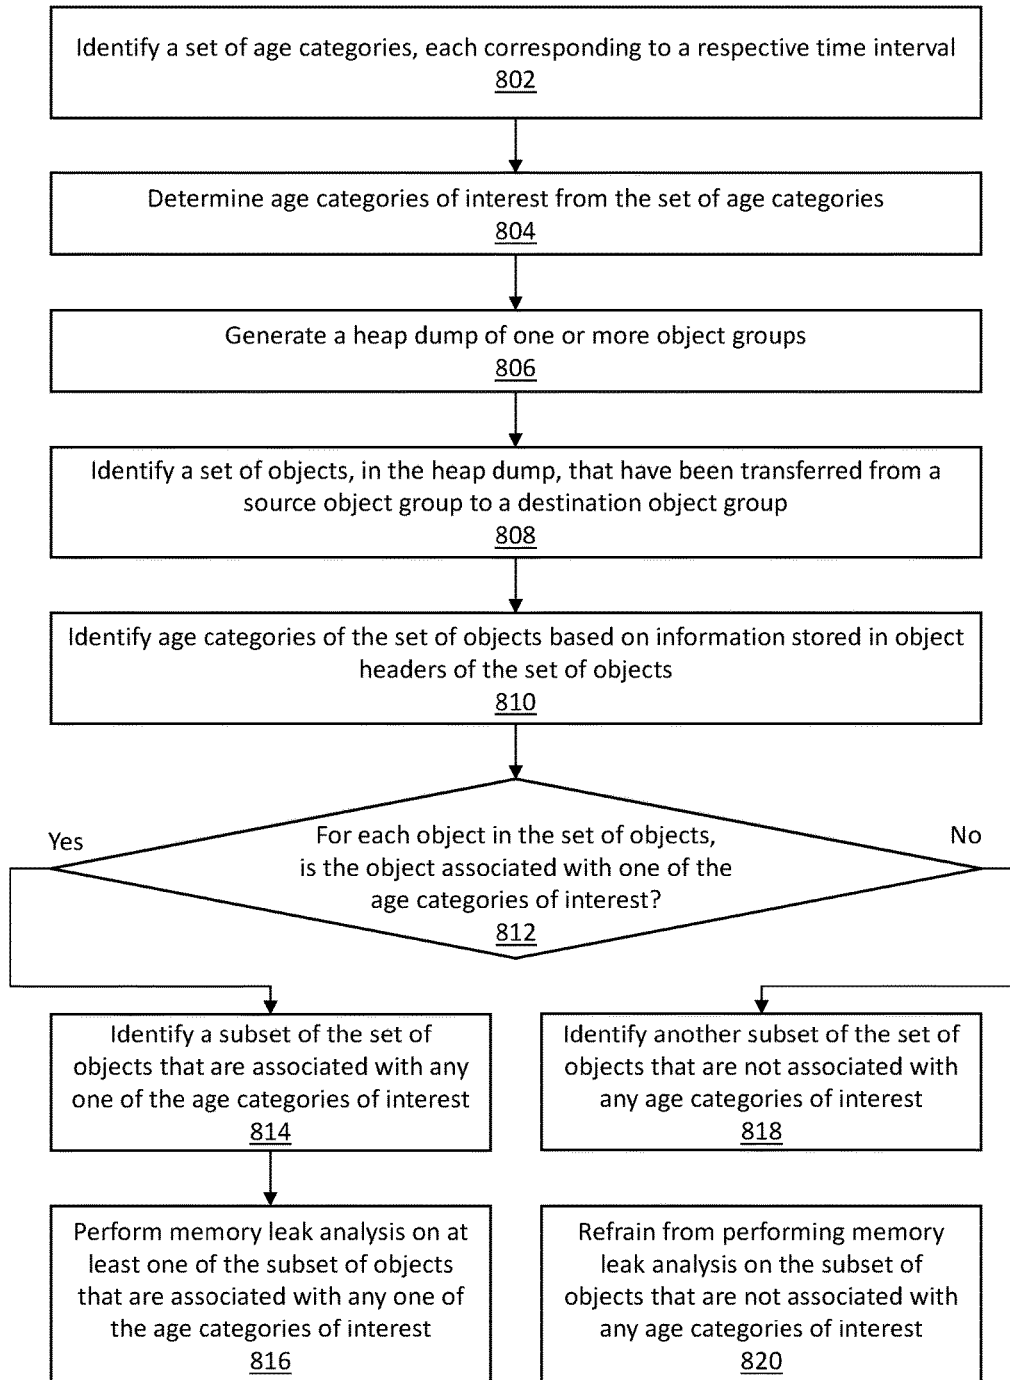 Identify a set of age categories, each corresponding to a respective time interval
802
Determine age categories of interest from the set of age categories
804
Generate a heap dump of one or more object groups
806
Identify a set of objects, in the heap dump, that have been transferred from a
source object group to a destination object group
808
Identify age categories of the set of objects based on information stored in object
headers of the set of objects
810
Yes
No
For each object in the set of objects,
is the object associated with one of the
age categories of interest?
812
Identify a subset of the set of
objects that are associated with any
one of the age categories of interest
814
Identify another subset of the set of
objects that are not associated with
any age categories of interest
818
Perform memory leak analysis on at
least one of the subset of objects
that are associated with any one of
the age categories of interest
816
Refrain from performing memory
leak analysis on the subset of
objects that are not associated with
any age categories of interest
820